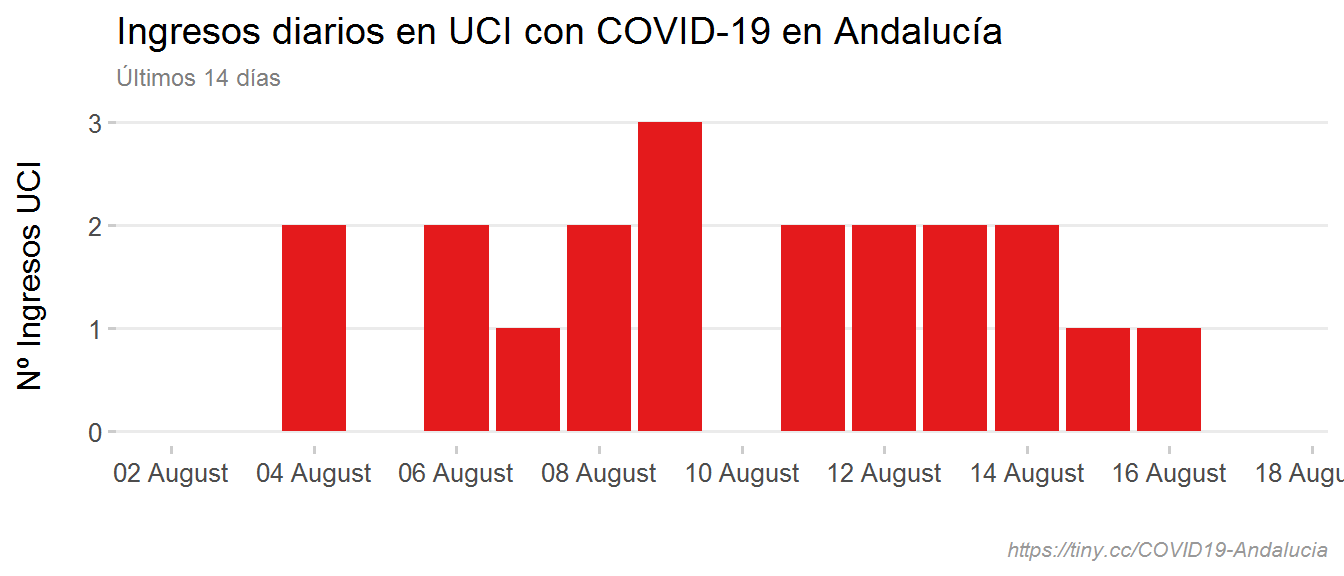 Ingresos diarios en UCI con COVID-19 en Andalucía
Últimos 14 días
Nº Ingresos UCI
3
2
1
0
02 August 04 August 06 August 08 August 10 August 12 August 14 August 16 August 18 Augu
https://tiny.cc/COVID19-Andalucia